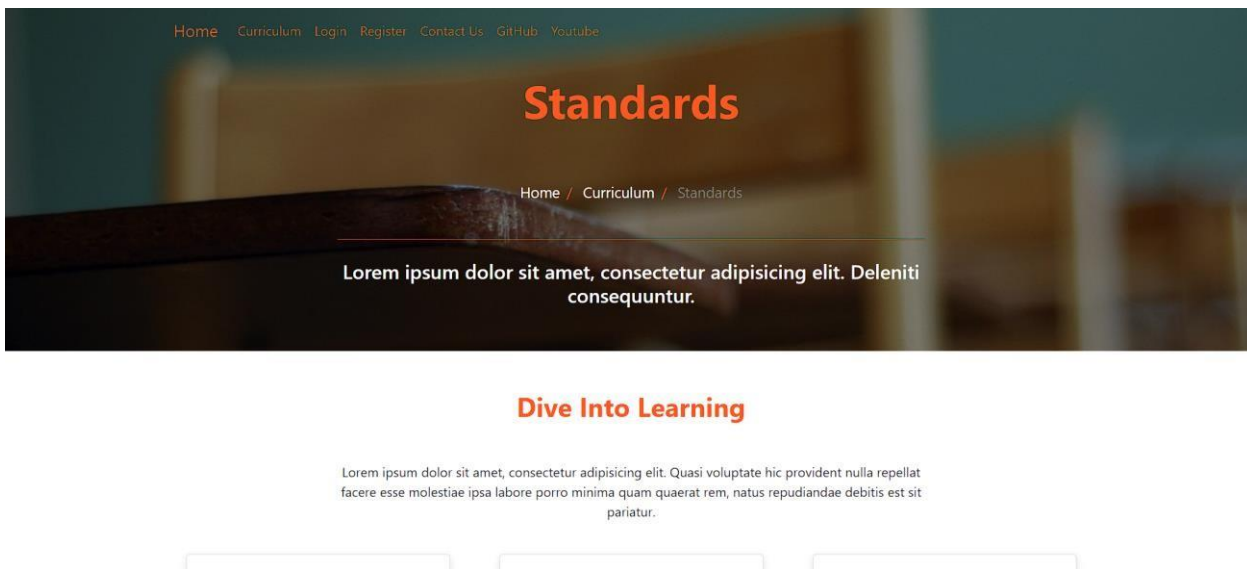 Home Curriculum Login Register Contact Us GitHub Youtube
Standards
Home / Curriculum / Standards
Lorem ipsum dolor sit amet, consectetur adipisicing elit. Deleniti
consequuntur.
Dive Into Learning
Lorem ipsum dolor sit amet, consectetur adipisicing elit. Quasi voluptate hic provident nulla repellat
facere esse molestiae ipsa labore porro minima quam quaerat rem, natus repudiandae debitis est sit
pariatur.